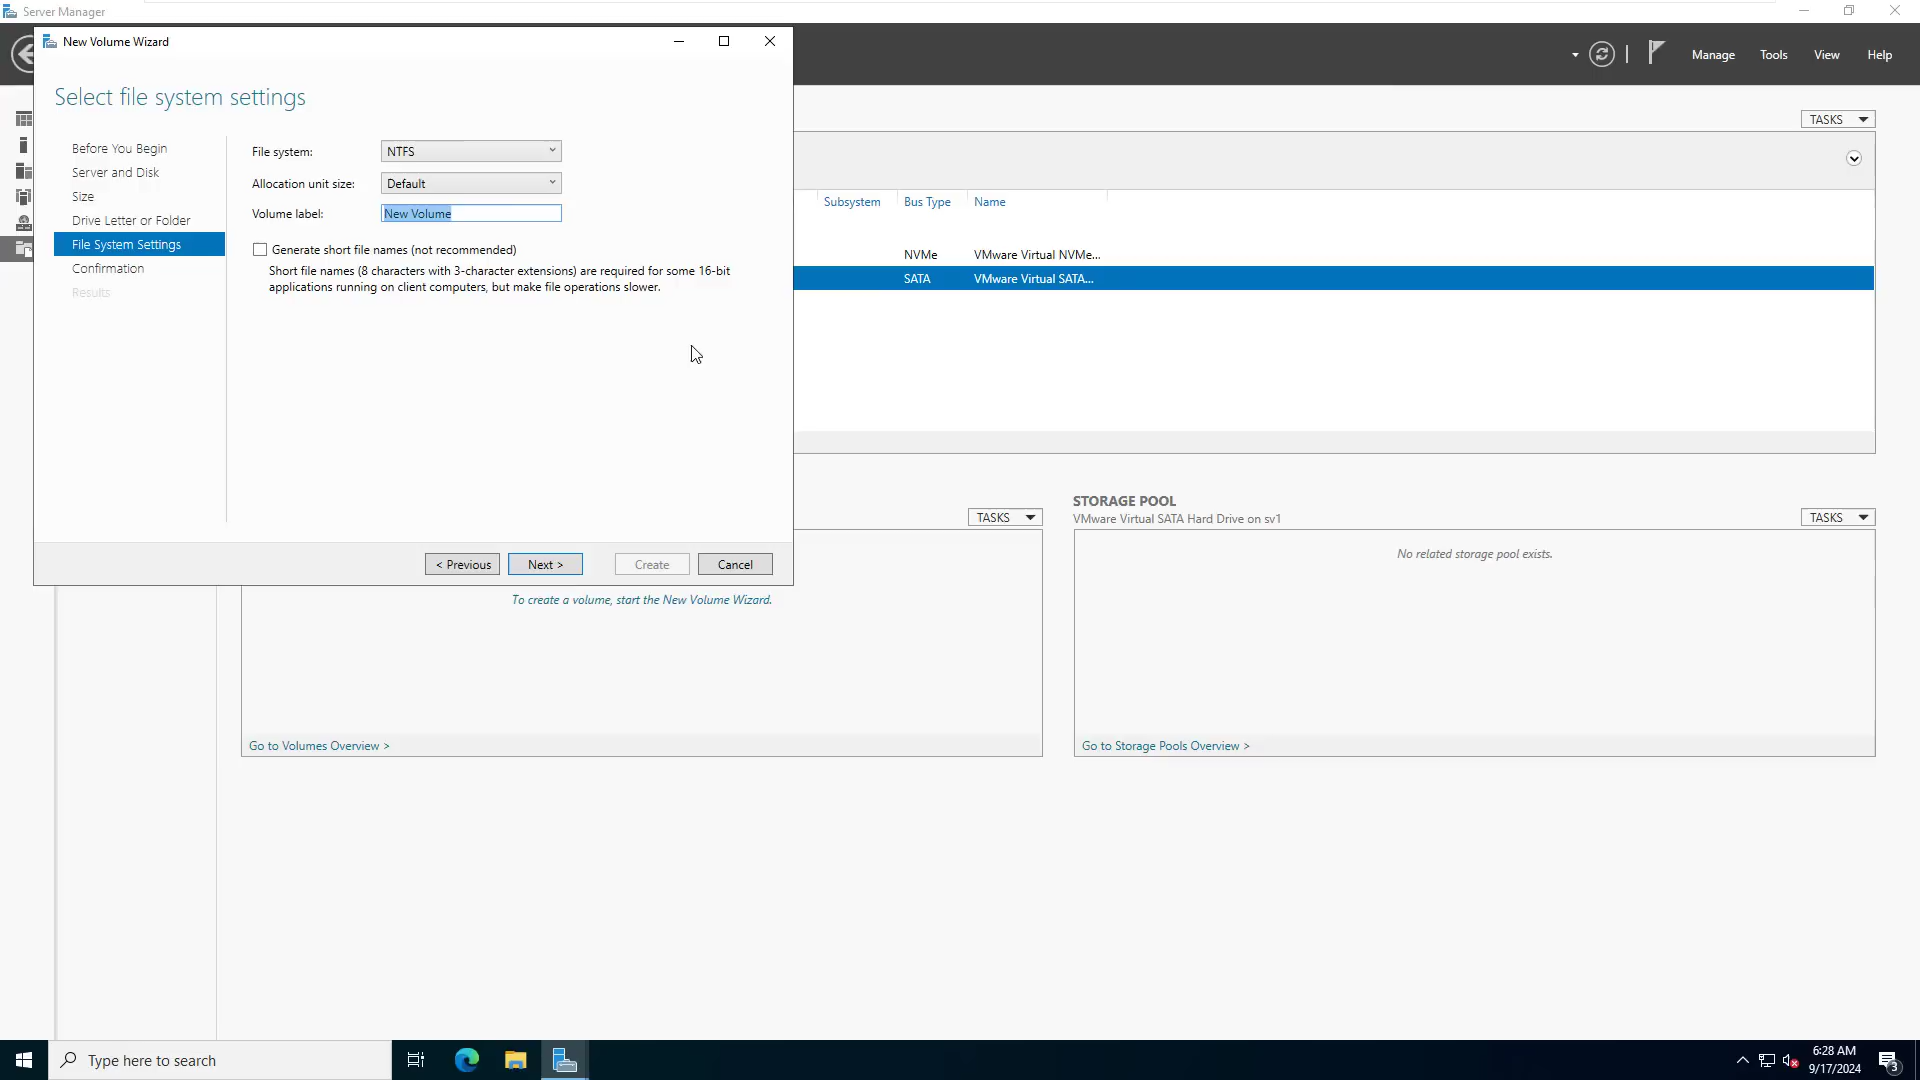 Server Manager
New Volume Wizard
Manage
Tools
View
Help
Select file system settings
Before You Begin
Server and Disk
Size
Drive Letter or Folder
File System Settings
Confirmation
Results
File system:
NTFS
Allocation unit size:
Default
Volume label:
New Volume
Generate short file names (not recommended)
Short file names (8 characters with 3-character extensions) are required for some 16-bit
applications running on client computers, but make file operations slower.
< Previous
Next >
Create
Cancel
TASKS
Subsystem
Bus Type
Name
NVMe
VMware Virtual NVMe...
SATA
VMware Virtual SATA...
TASKS
To create a volume, start the New Volume Wizard.
Go to Volumes Overview >
STORAGE POOL
VMware Virtual SATA Hard Drive on sv1
TASKS
No related storage pool exists.
Go to Storage Pools Overview >
Type here to search
6:28 AM
9/17/2024
3